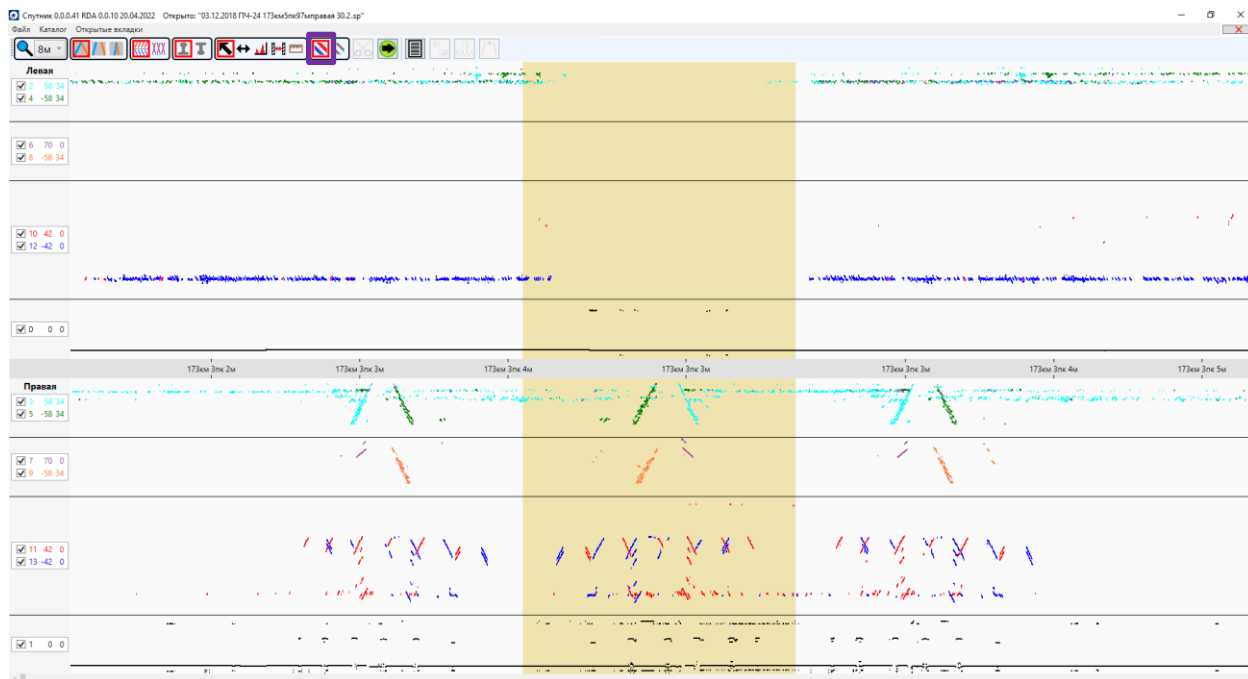 Спутник 0.0.0.41 RDA 0.0.10 20.04.2022 Открыто: "03.12.2018 ПЧ-24 173км5пк97мправая 30.2.sp"
Файл Каталог Открытые вкладки
8м
Левая
2 58 34
4 -58 34
6 70 0
8 -58 34
10 42 0
12 -42 0
0 0 0
173км 3пк 2м 173км 3пк 3м 173км 3пк 4м 173км 3пк 3м 173км 3пк 3м 173км 3пк 4м 173км 3пк 5м
Правая
3 58 34
5 -58 34
7 70 0
9 -58 34
11 42 0
13 -42 0
1 0 0